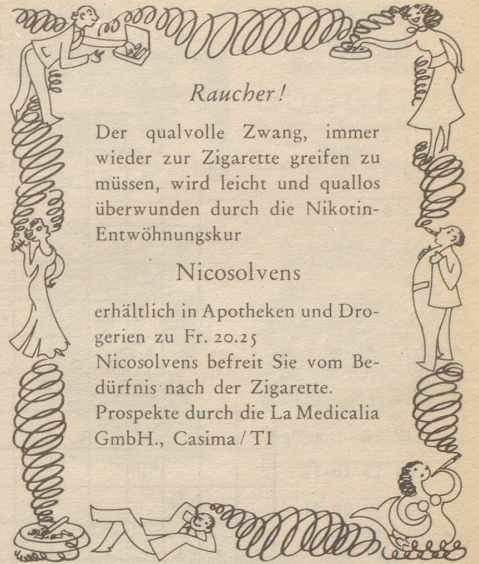 Raucher!
Der qualvolle Zwang, immer
wieder zur Zigarette greifen zu
müssen, wird leicht und quallos
überwunden durch die Nikotin-
Entwöhnungskur
Nicosolvens
erhältlich in Apotheken und Dro-
gerien zu Fr. 20.25
Nicosolvens befreit Sie vom Be-
dürfnis nach der Zigarette.
Prospekte durch die La Medicalia
GmbH., Casima/TI